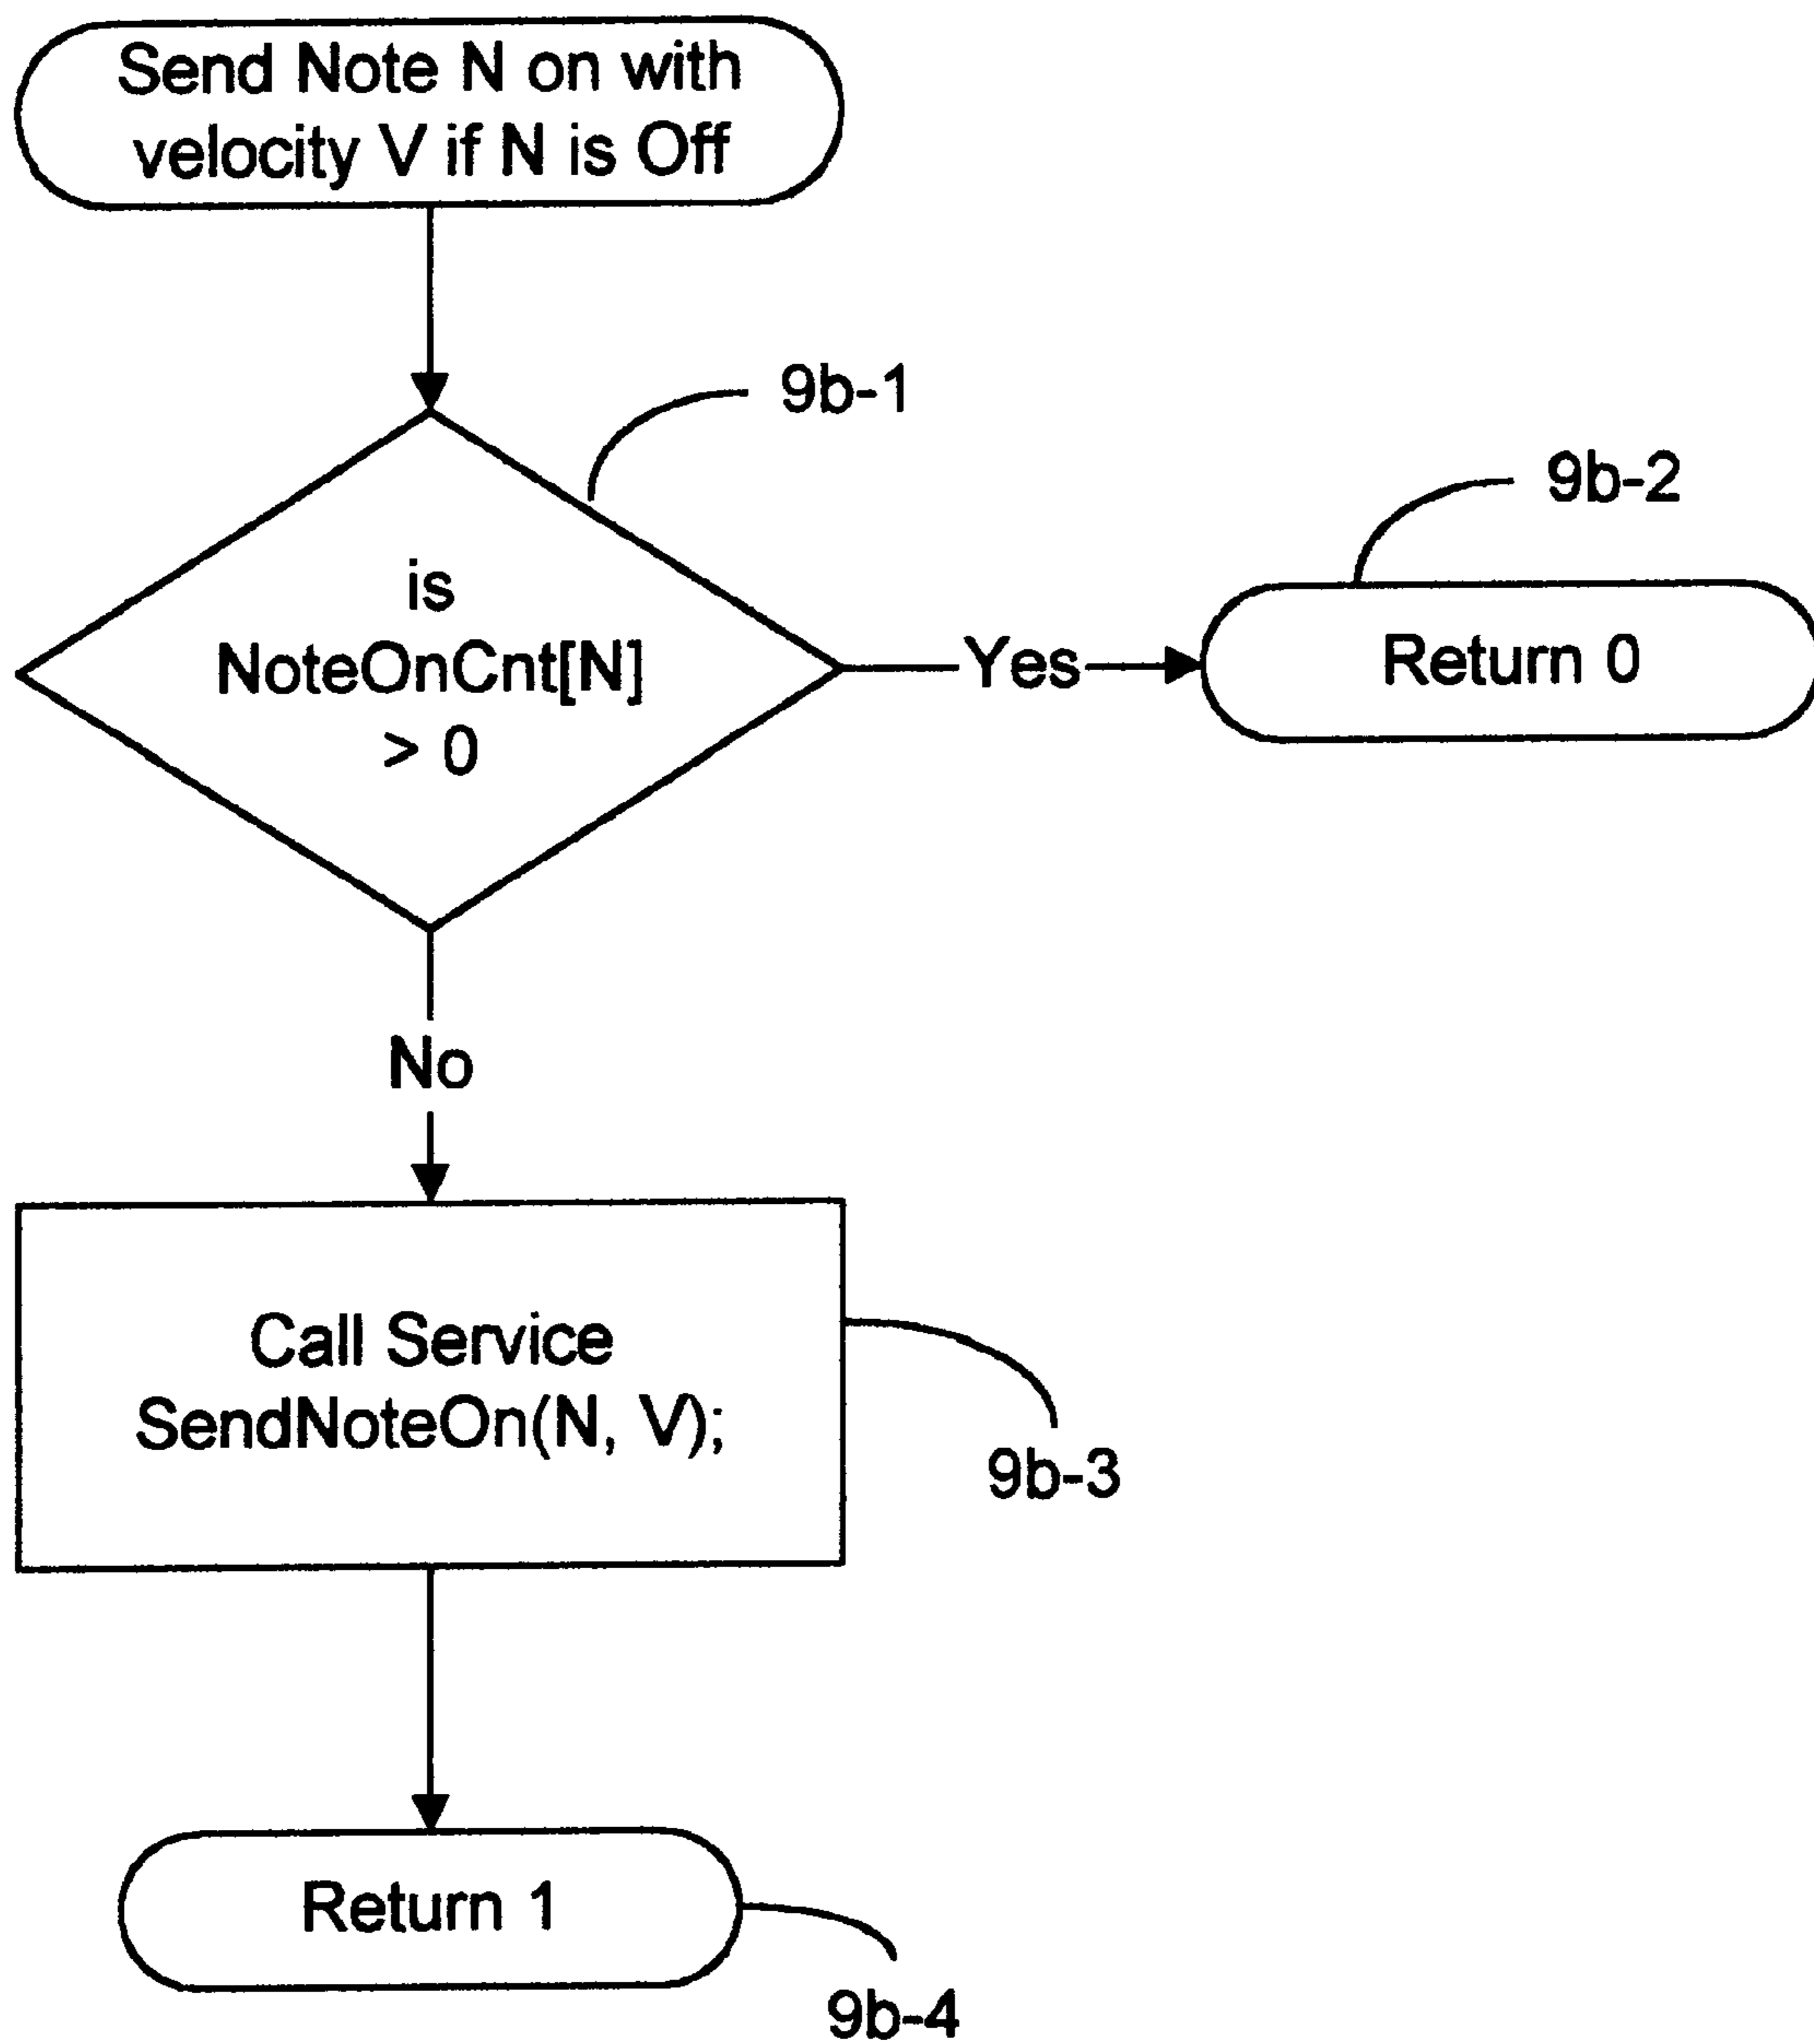 Send Note N on with
velocity V if N is Off
9b-1
9b-2
is
NoteOnCnt[N]
> 0
Yes
Return 0
No
Call Service
SendNoteOn(N, V);
9b-3
Return 1
9b-4